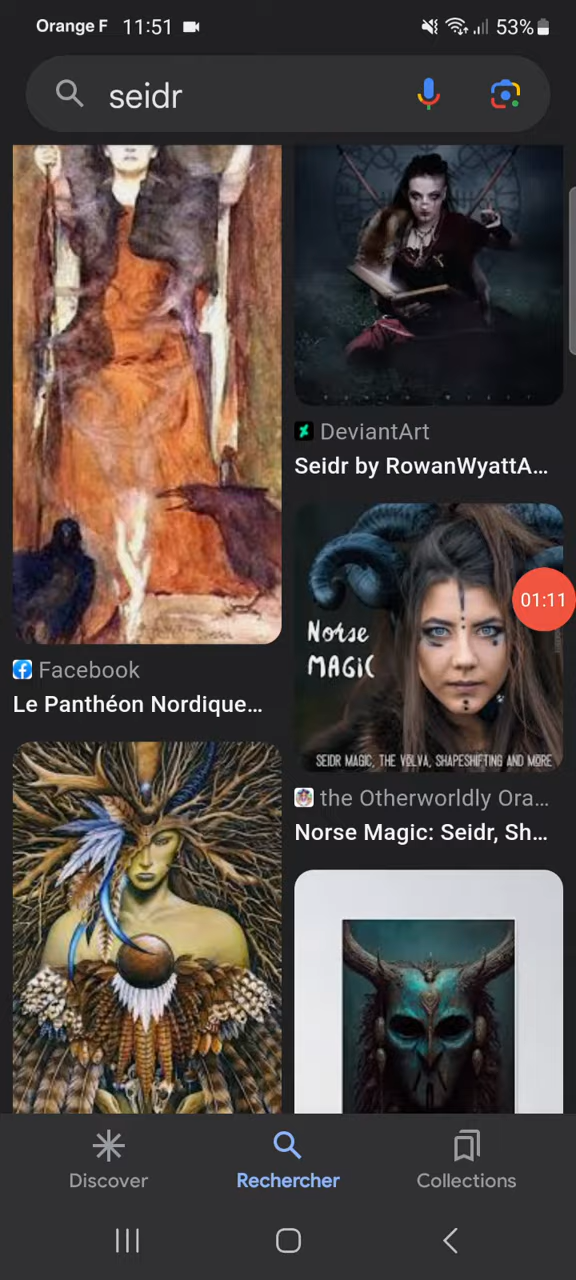 Orange F 11:51 53%
seidr
DeviantArt
Seidr by RowanWyattA...
Norse
MAGIC
01:11
SEIDR MAGIC, THE VØLVA, SHAPESHIFTING AND MORE
Facebook
Le Panthéon Nordique...
the Otherworldly Ora...
Norse Magic: Seidr, Sh...
Discover
Rechercher
Collections